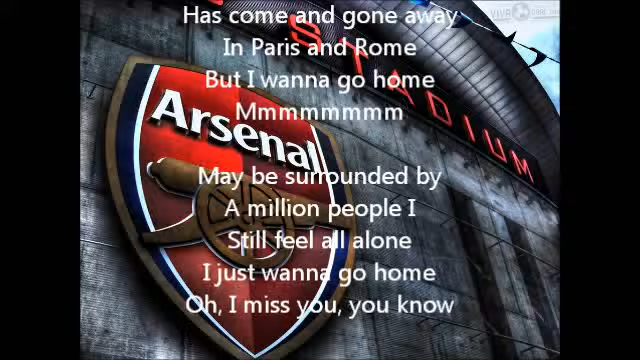 Has come and gone away
In Paris and Rome
But I wanna go home
Mmmmmmmm
May be surrounded by
A million people I
Still feel all alone
I just wanna go home
Oh, I miss you, you know
Arsenal
STADIUM